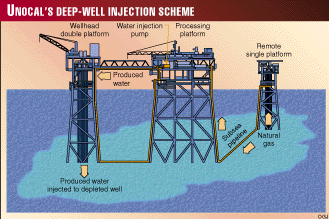 UNOCAL'S DEEP-WELL INJECTION SCHEME
Wellhead
double platform
Water injection
pump
Processing
platform
Remote
single platform
Produced
water
Subsea
pipeline
Natural
gas
Produced water
injected to depleted well
OGJ